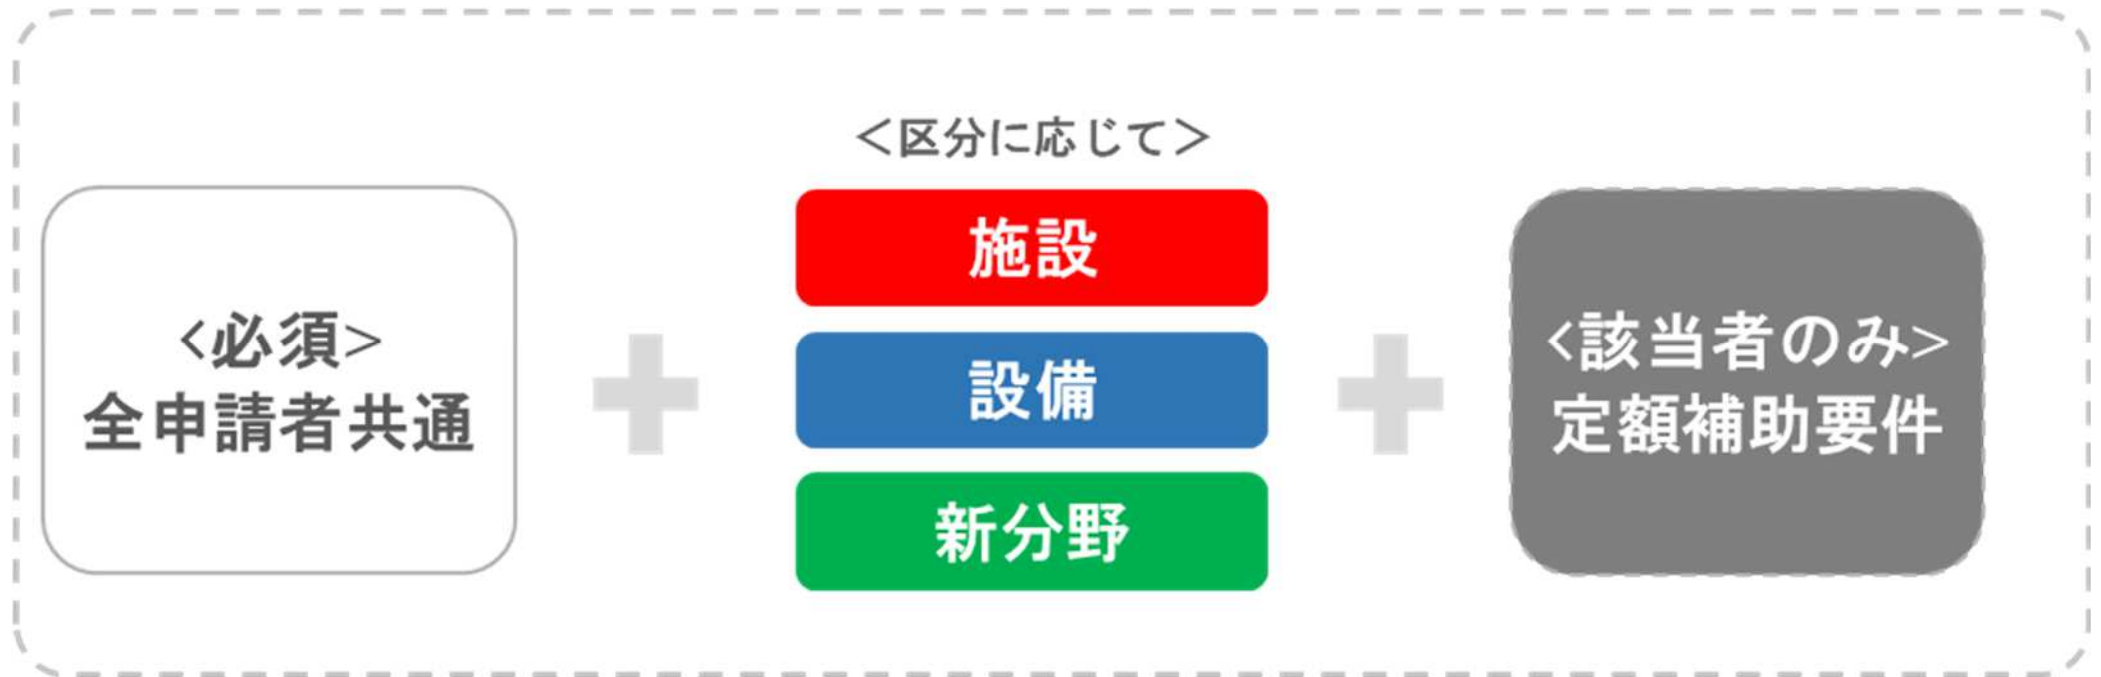 <必須>
全申請者共通
＜区分に応じて＞
施設
設備
新分野
<該当者のみ>
定額補助要件